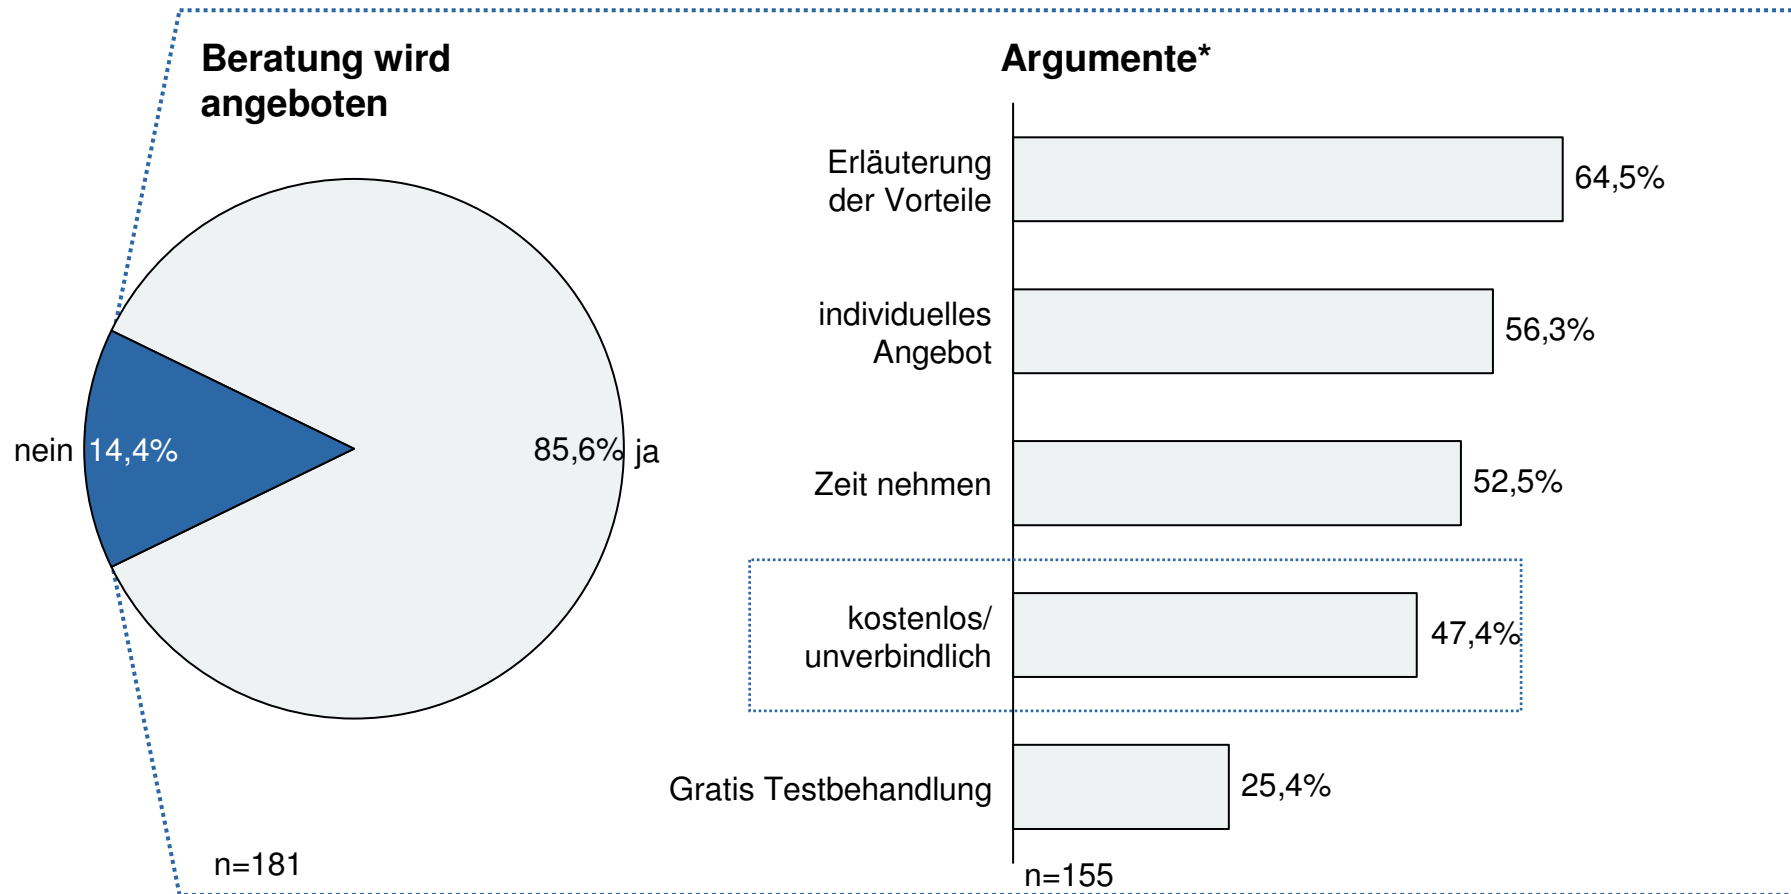 Beratung wird
angeboten
nein 14,4%
85,6% ja
n=181
Argumente*
Erläuterung
der Vorteile
64,5%
individuelles
Angebot
56,3%
Zeit nehmen
52,5%
kostenlos/
unverbindlich
47,4%
Gratis Testbehandlung
25,4%
n=155